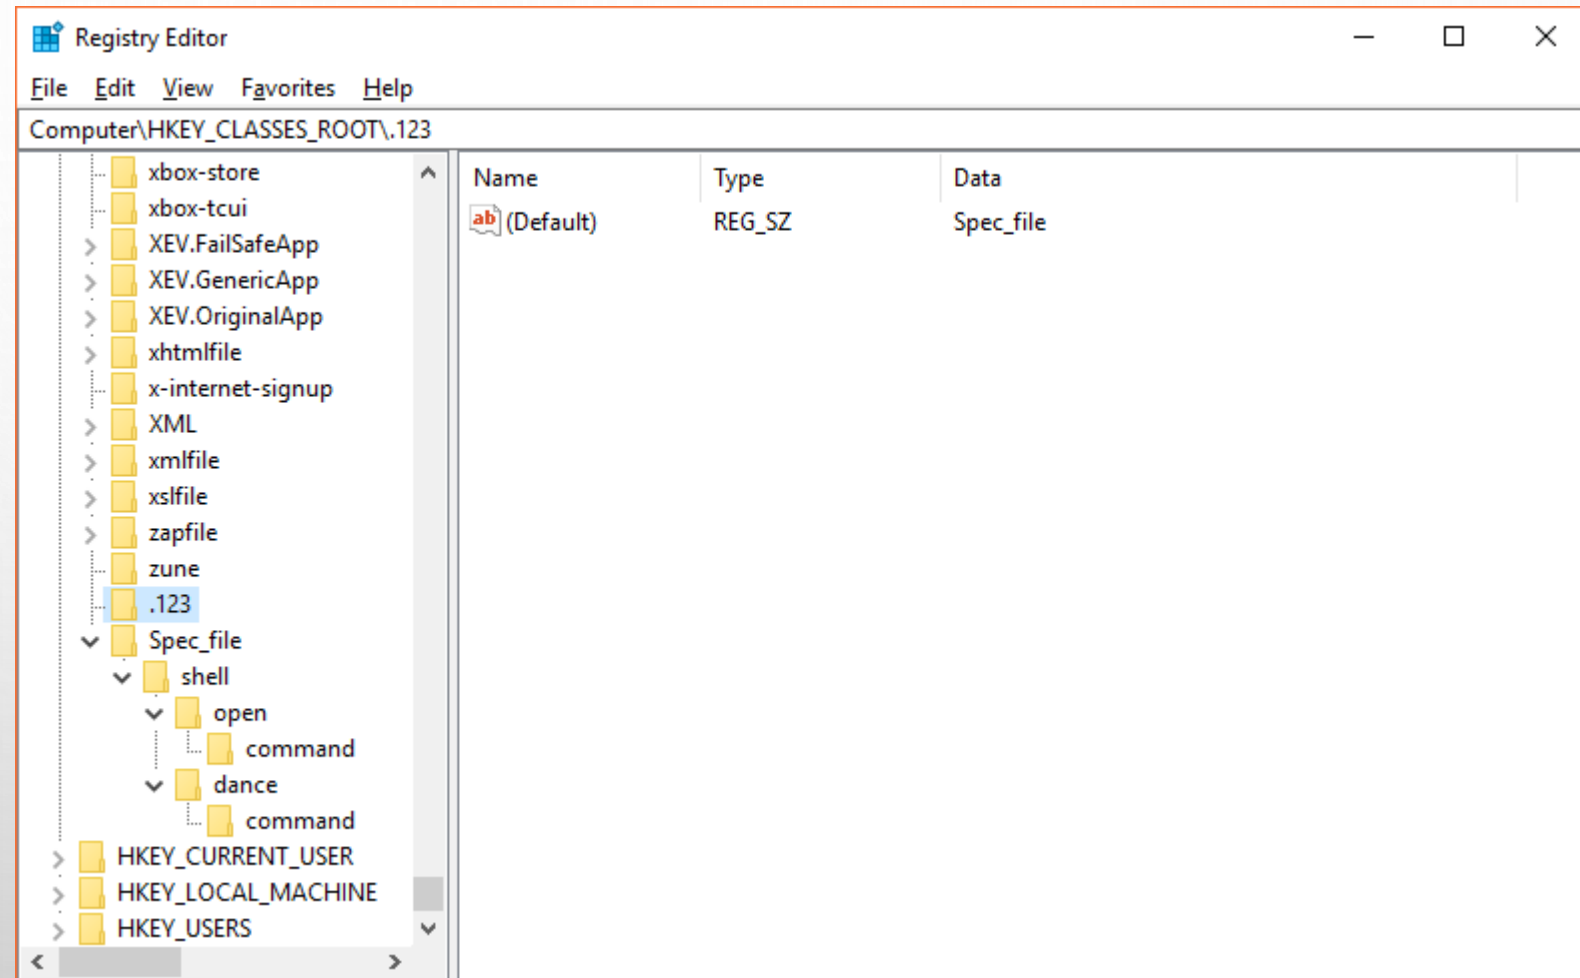 Registry Editor
File Edit View Favorites Help
Computer\HKEY_CLASSES_ROOT\.123
xbox-store
xbox-tcui
XEV.FailSafeApp
XEV.GenericApp
XEV.OriginalApp
xhtmlfile
x-internet-signup
XML
xmlfile
xslfile
zapfile
zune
.123
Spec_file
shell
open
command
dance
command
HKEY_CURRENT_USER
HKEY_LOCAL_MACHINE
HKEY_USERS
Name Type Data
ab (Default) REG_SZ Spec_file